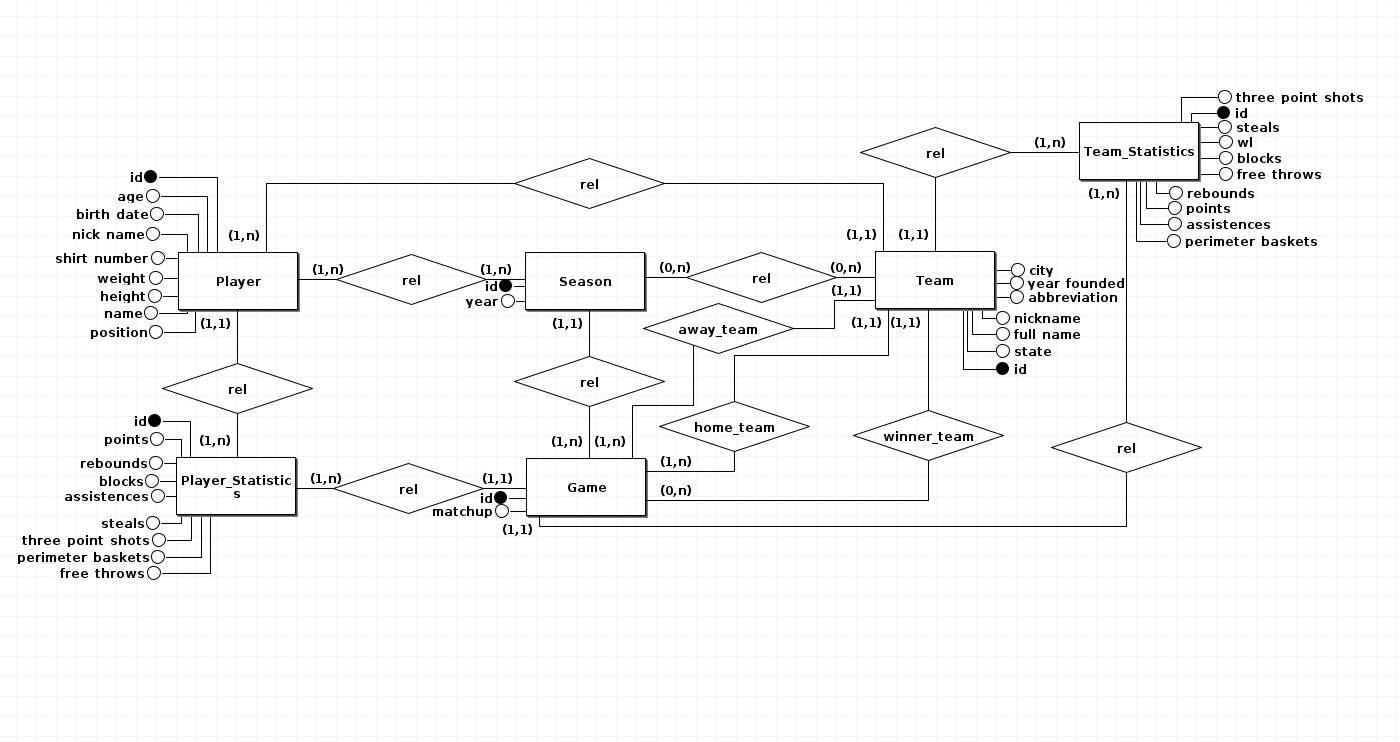 three point shots
id
steals
wl
blocks
free throws
rel
(1,n)
Team_Statistics
(1,n)
rebounds
points
assistences
perimeter baskets
id
age
birth date
nick name
shirt number
weight
height
name
position
(1,n)
rel
(1,1)
(1,1)
Player
(1,n)
rel
(1,n)
id
year
Season
(0,n)
rel
(0,n)
(1,1)
Team
city
year founded
abbreviation
nickname
full name
state
id
(1,1)
(1,1)
away_team
(1,1)
(1,1)
rel
rel
home_team
winner_team
rel
id
points
rebounds
blocks
assistences
steals
three point shots
perimeter baskets
free throws
(1,n)
Player_Statistic
s
(1,n)
rel
(1,1)
id
matchup
(1,n)
(1,n)
Game
(1,n)
(0,n)
(1,1)